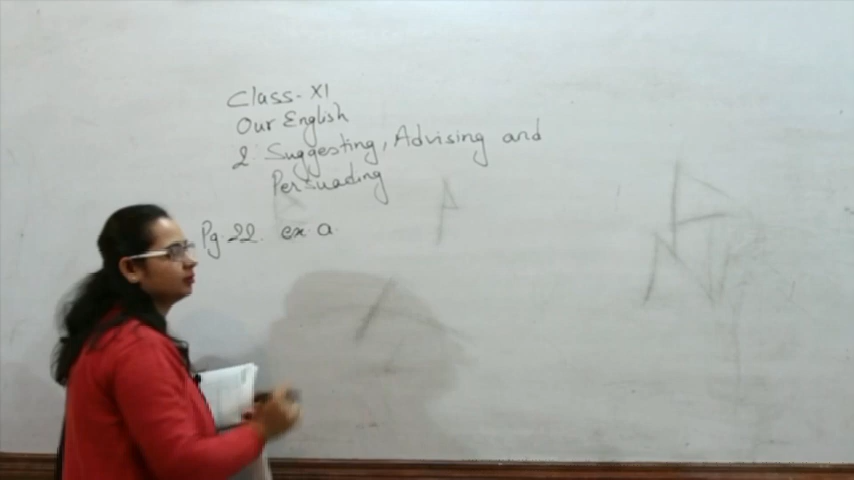 Class- XI
Our English
2. Suggesting, Advising and
Persuading
Pg. 22. ex. a.